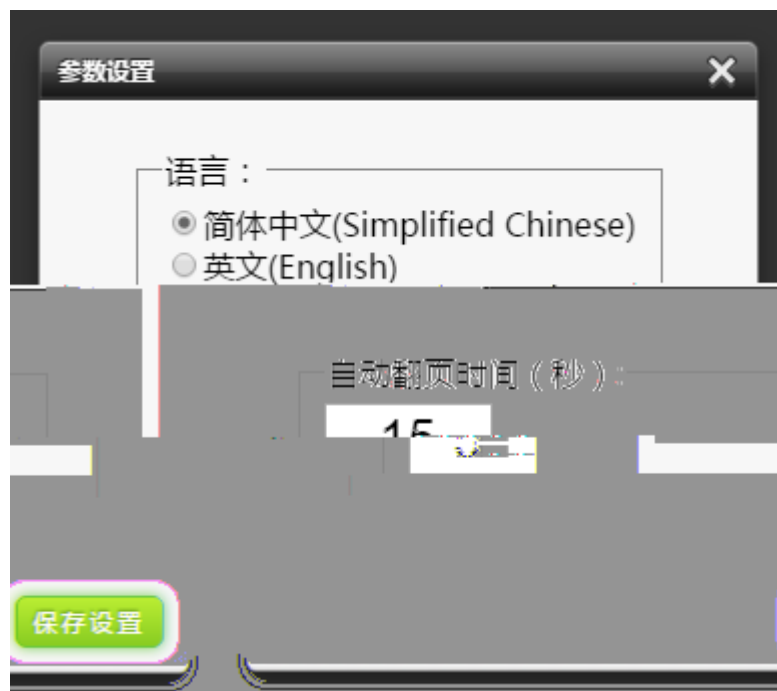 参数设置
语言：
简体中文(Simplified Chinese)
英文(English)
自动翻页时间（秒）:
15
保存设置